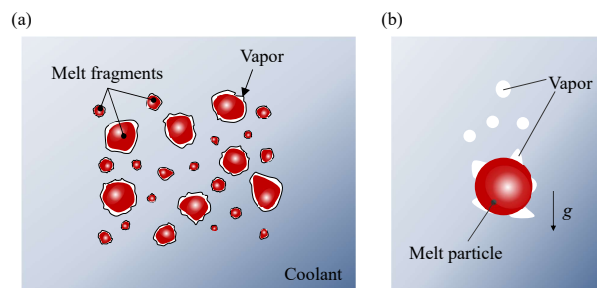 (a)
(b)
Vapor
Melt fragments
Vapor
g
Melt particle
Coolant